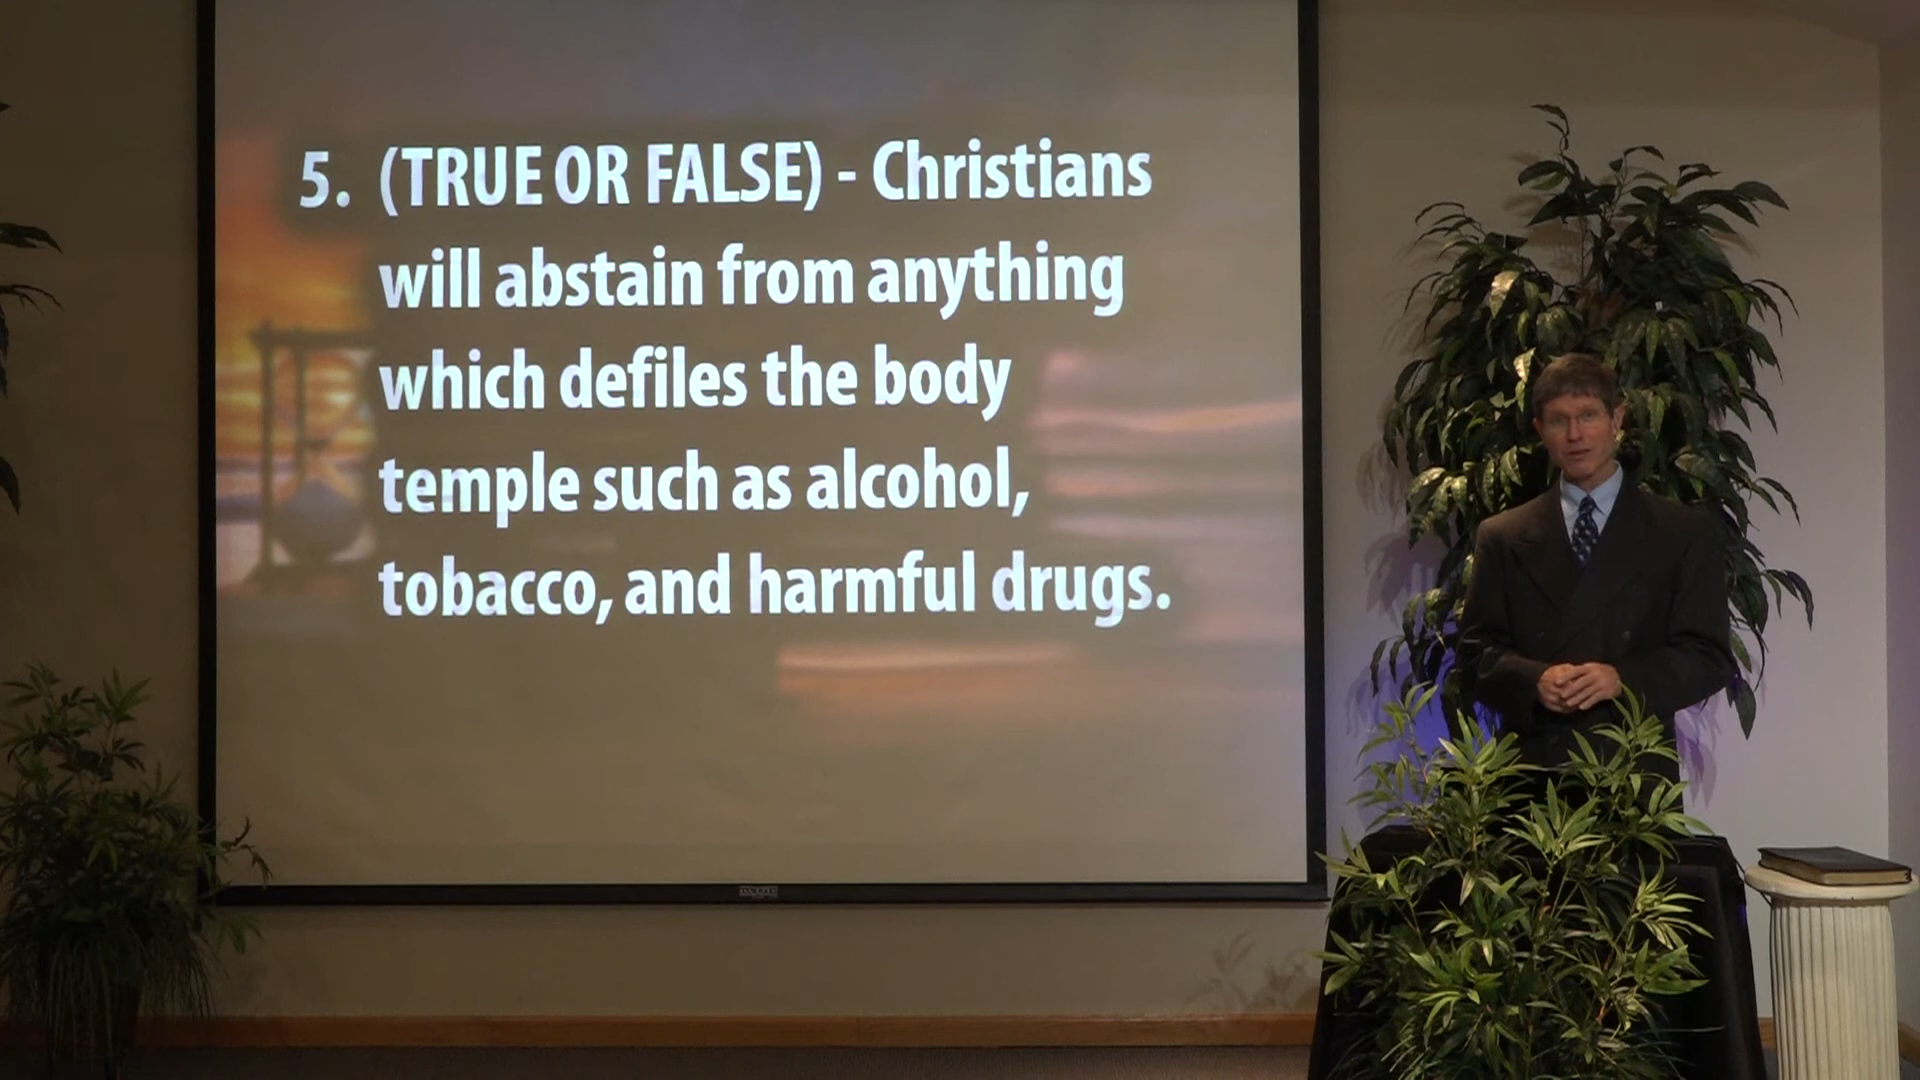 5. (TRUE OR FALSE) - Christians
will abstain from anything
which defiles the body
temple such as alcohol,
tobacco, and harmful drugs.